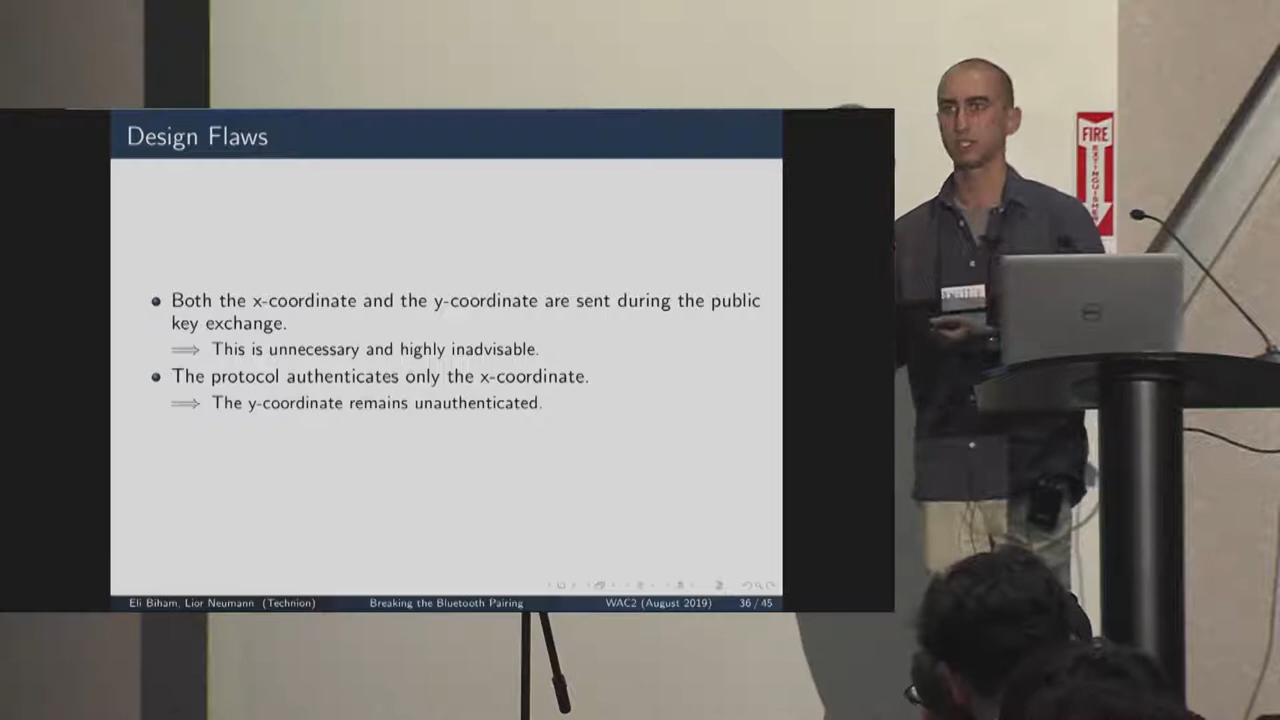 Design Flaws
Both the x-coordinate and the y-coordinate are sent during the public
key exchange.
⟹ This is unnecessary and highly inadvisable.
The protocol authenticates only the x-coordinate.
⟹ The y-coordinate remains unauthenticated.
Eli Biham, Lior Neumann (Technion) Breaking the Bluetooth Pairing WAC2 (August 2019) 36 / 45
FIRE
EXTINGUISHER
DELL